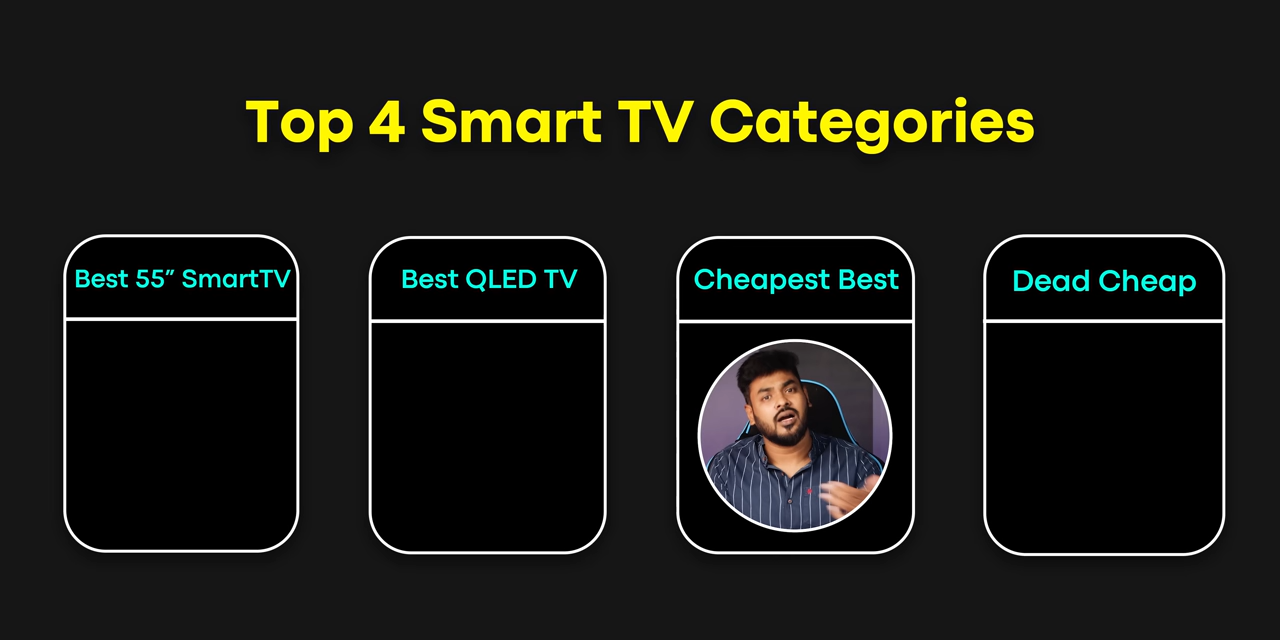 Top 4 Smart TV Categories
Best 55” SmartTV
Best QLED TV
Cheapest Best
Dead Cheap